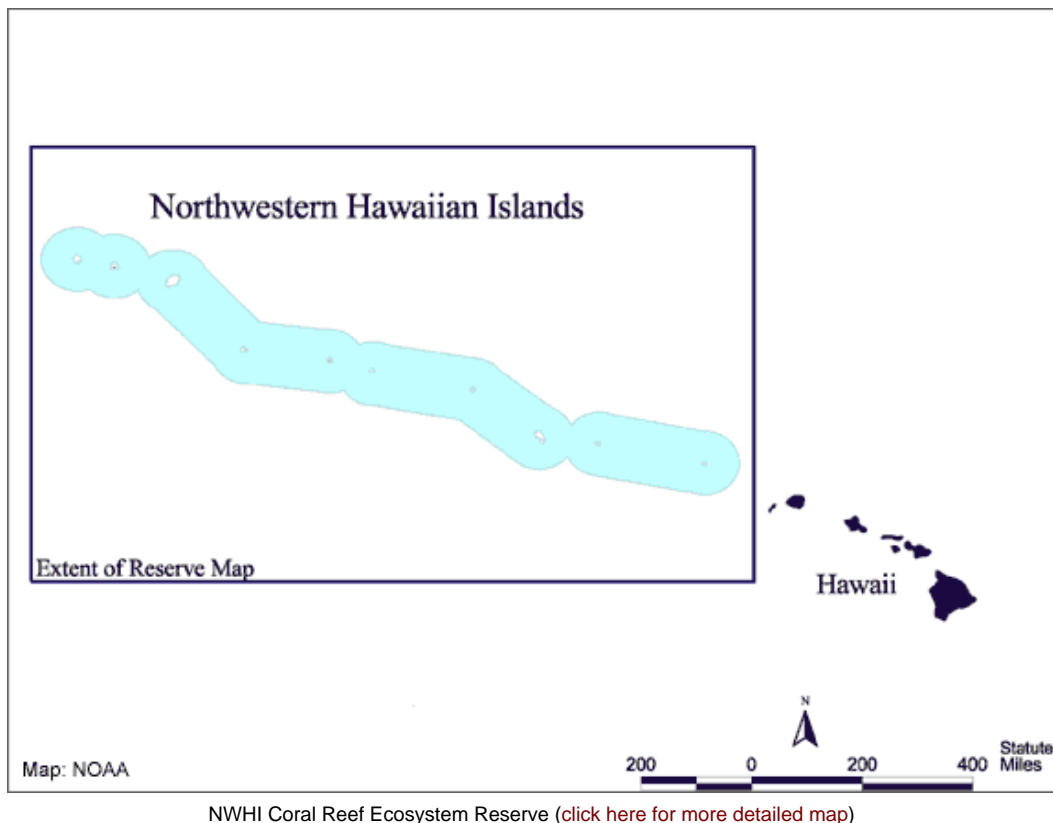 Northwestern Hawaiian Islands
Extent of Reserve Map
Hawaii
N
Map: NOAA
200 0 200 400
Statute
Miles
NWHI Coral Reef Ecosystem Reserve (click here for more detailed map)